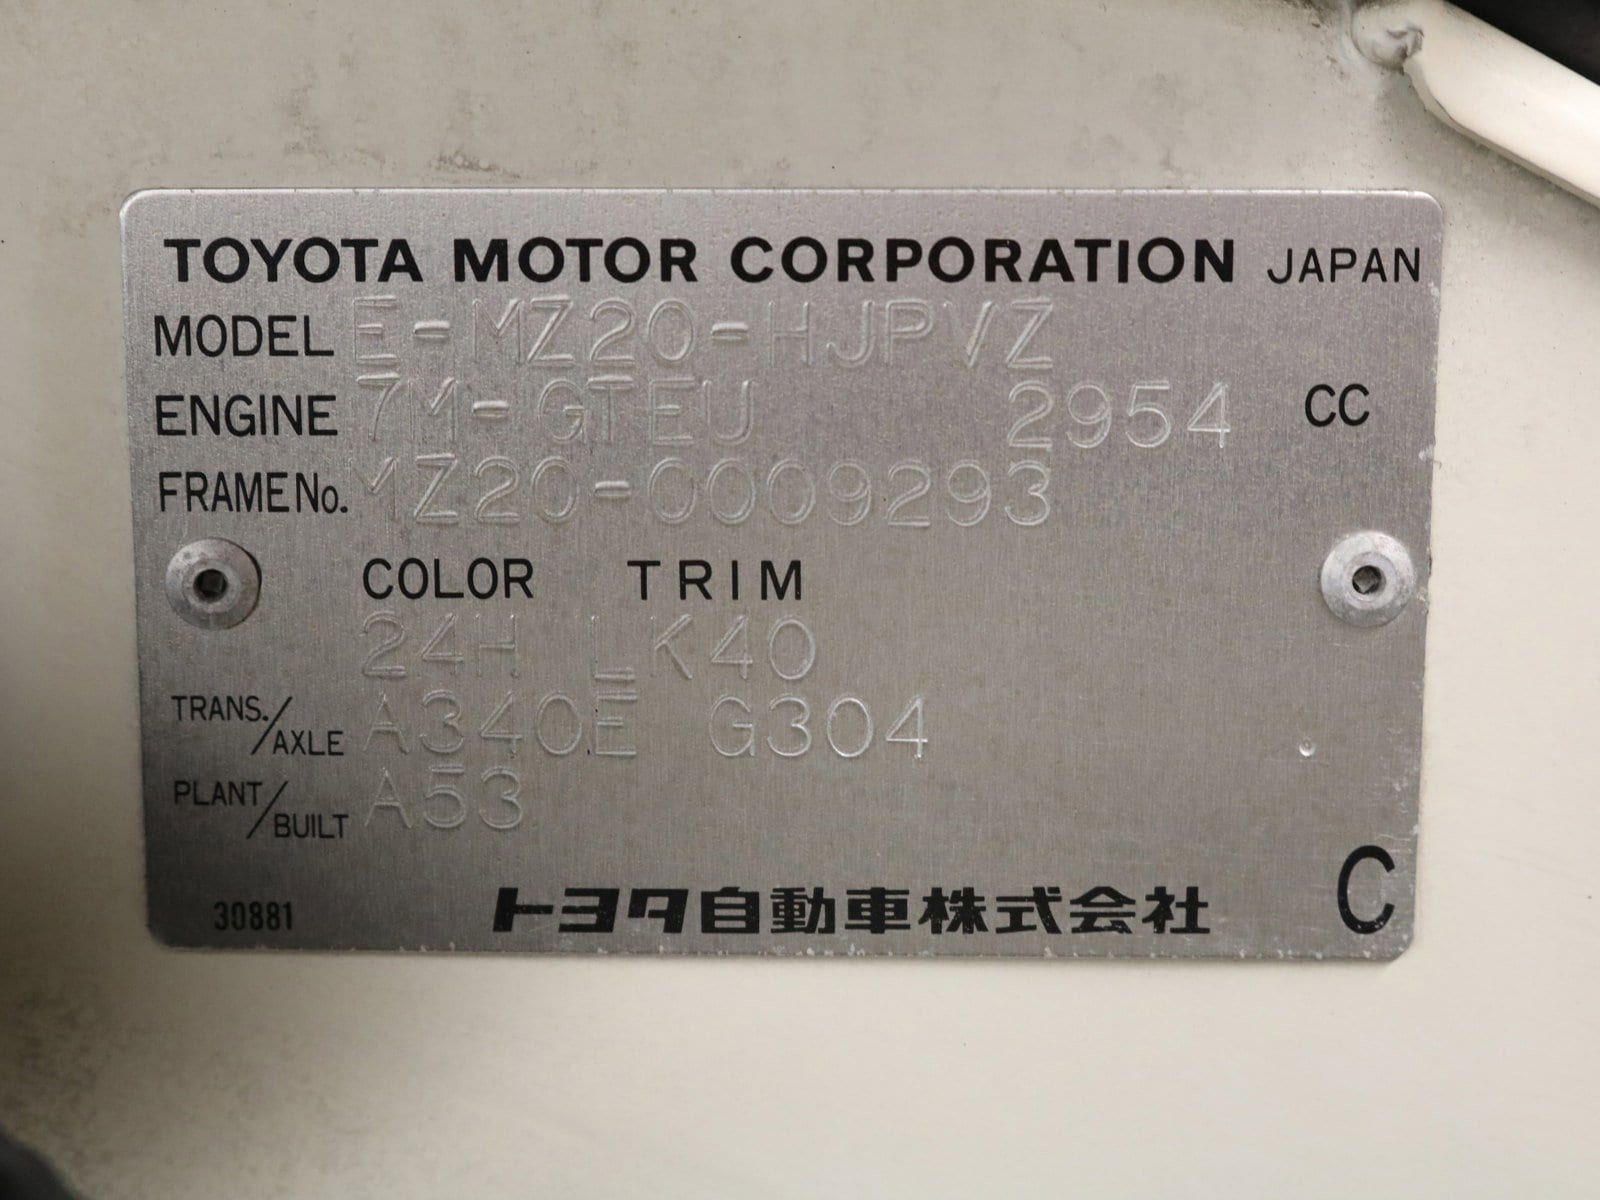 TOYOTA MOTOR CORPORATION JAPAN
MODEL E-MZ20-HJPVZ
ENGINE 7M-GTEU 2954 CC
FRAME No. MZ20-0009293
COLOR TRIM
24H LK40
TRANS./AXLE A340E G304
PLANT/BUILT A53
30881 トヨタ自動車株式会社 C